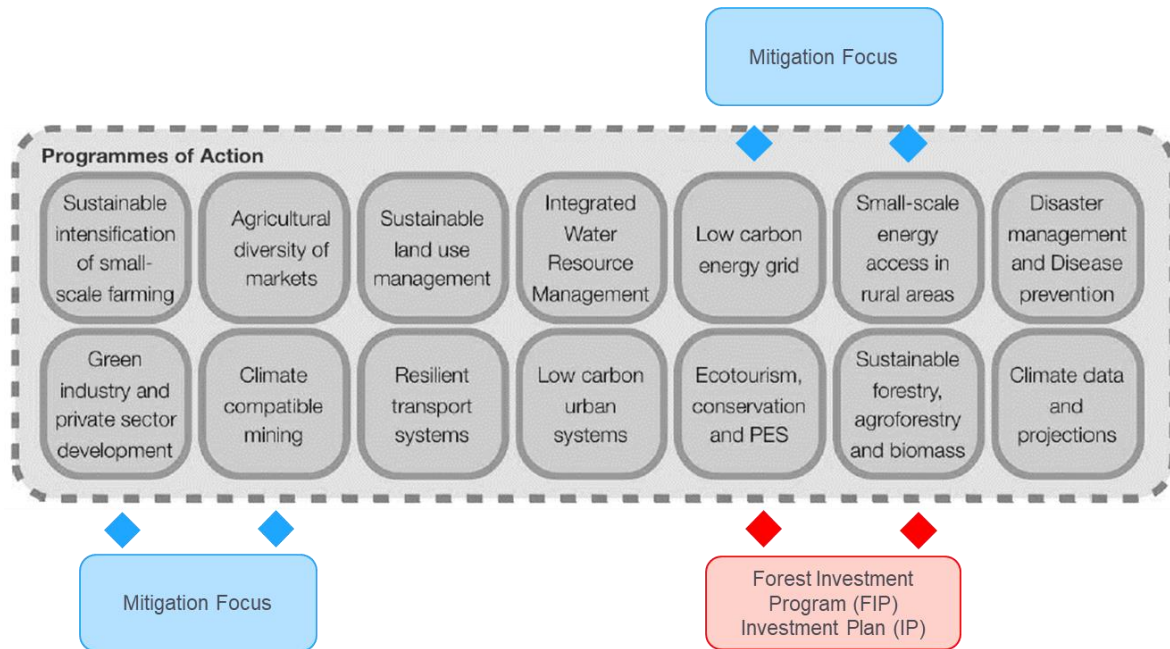 Mitigation Focus
Programmes of Action
Sustainable
intensification
of small-
scale farming
Agricultural
diversity of
markets
Sustainable
land use
management
Integrated
Water
Resource
Management
Low carbon
energy grid
Small-scale
energy
access in
rural areas
Disaster
management
and Disease
prevention
Green
industry and
private sector
development
Climate
compatible
mining
Resilient
transport
systems
Low carbon
urban
systems
Ecotourism,
conservation
and PES
Sustainable
forestry,
agroforestry
and biomass
Climate data
and
projections
Mitigation Focus
Forest Investment
Program (FIP)
Investment Plan (IP)